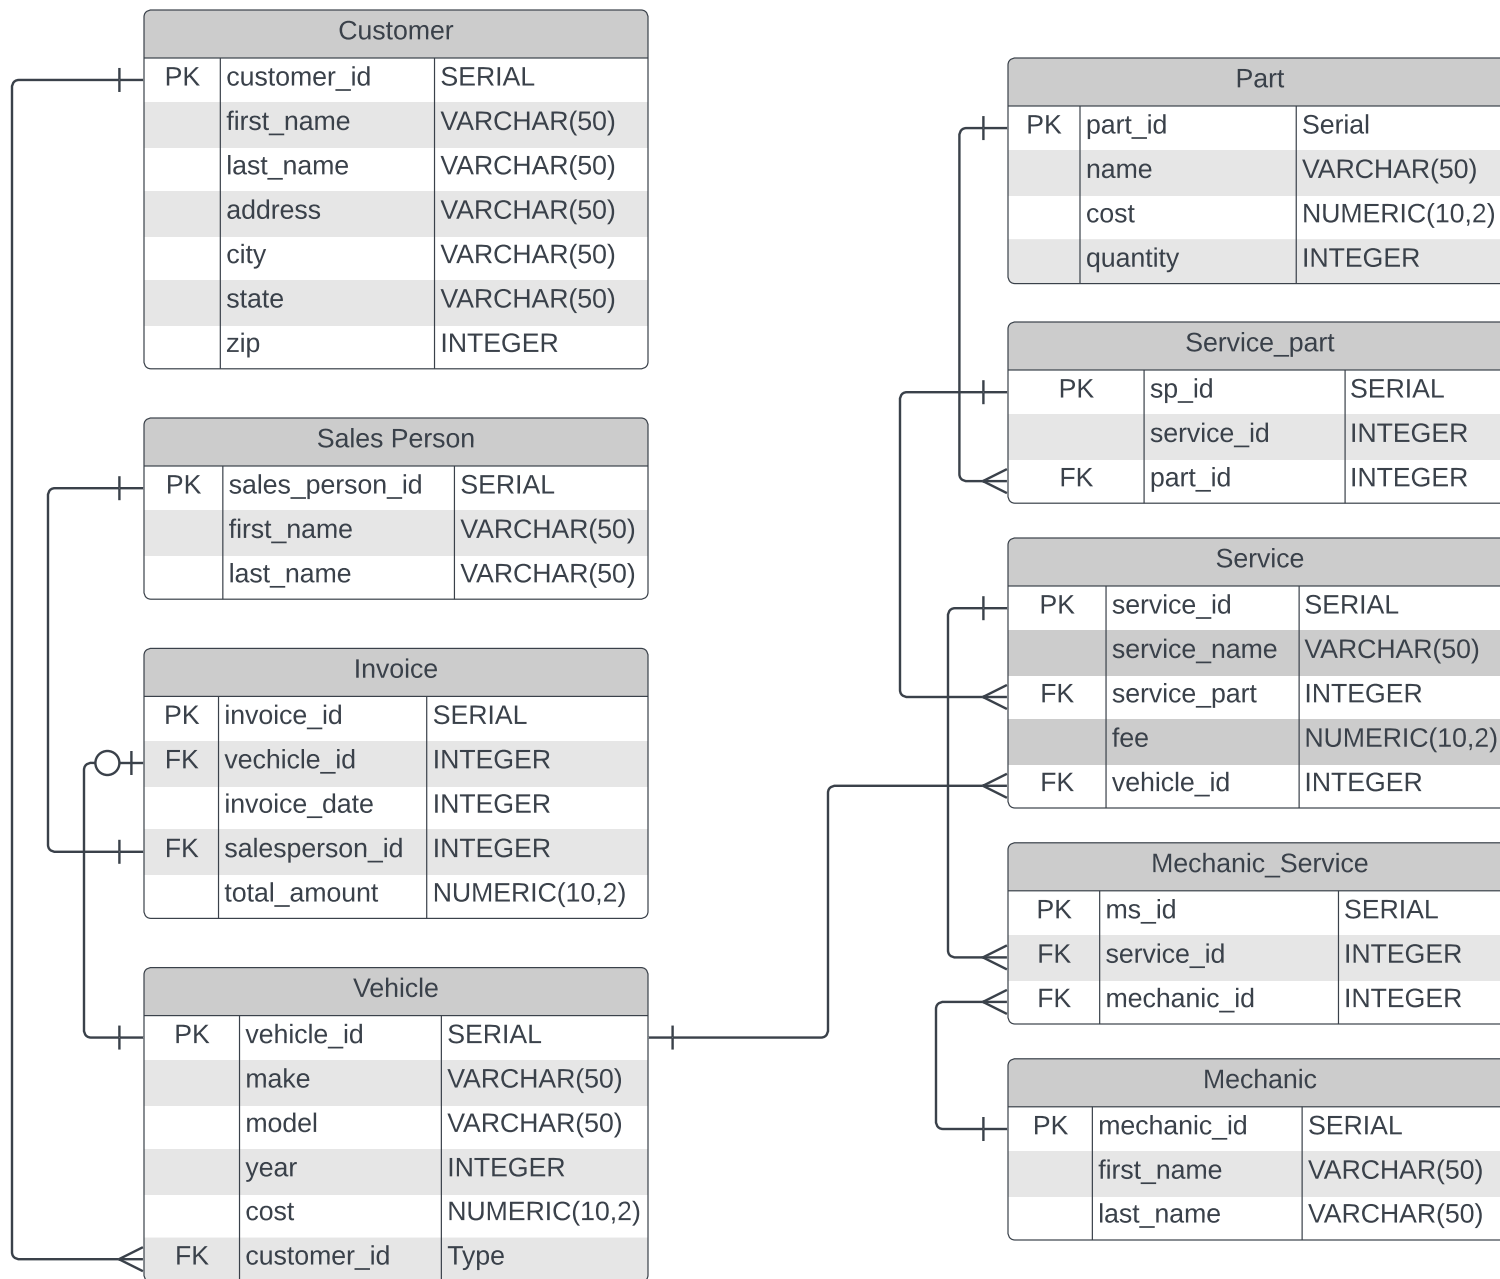 Customer
PK customer_id SERIAL
first_name VARCHAR(50)
last_name VARCHAR(50)
address VARCHAR(50)
city VARCHAR(50)
state VARCHAR(50)
zip INTEGER
Sales Person
PK sales_person_id SERIAL
first_name VARCHAR(50)
last_name VARCHAR(50)
Invoice
PK invoice_id SERIAL
FK vechicle_id INTEGER
invoice_date INTEGER
FK salesperson_id INTEGER
total_amount NUMERIC(10,2)
Vehicle
PK vehicle_id SERIAL
make VARCHAR(50)
model VARCHAR(50)
year INTEGER
cost NUMERIC(10,2)
FK customer_id Type
Part
PK part_id Serial
name VARCHAR(50)
cost NUMERIC(10,2)
quantity INTEGER
Service_part
PK sp_id SERIAL
service_id INTEGER
FK part_id INTEGER
Service
PK service_id SERIAL
service_name VARCHAR(50)
FK service_part INTEGER
fee NUMERIC(10,2)
FK vehicle_id INTEGER
Mechanic_Service
PK ms_id SERIAL
FK service_id INTEGER
FK mechanic_id INTEGER
Mechanic
PK mechanic_id SERIAL
first_name VARCHAR(50)
last_name VARCHAR(50)